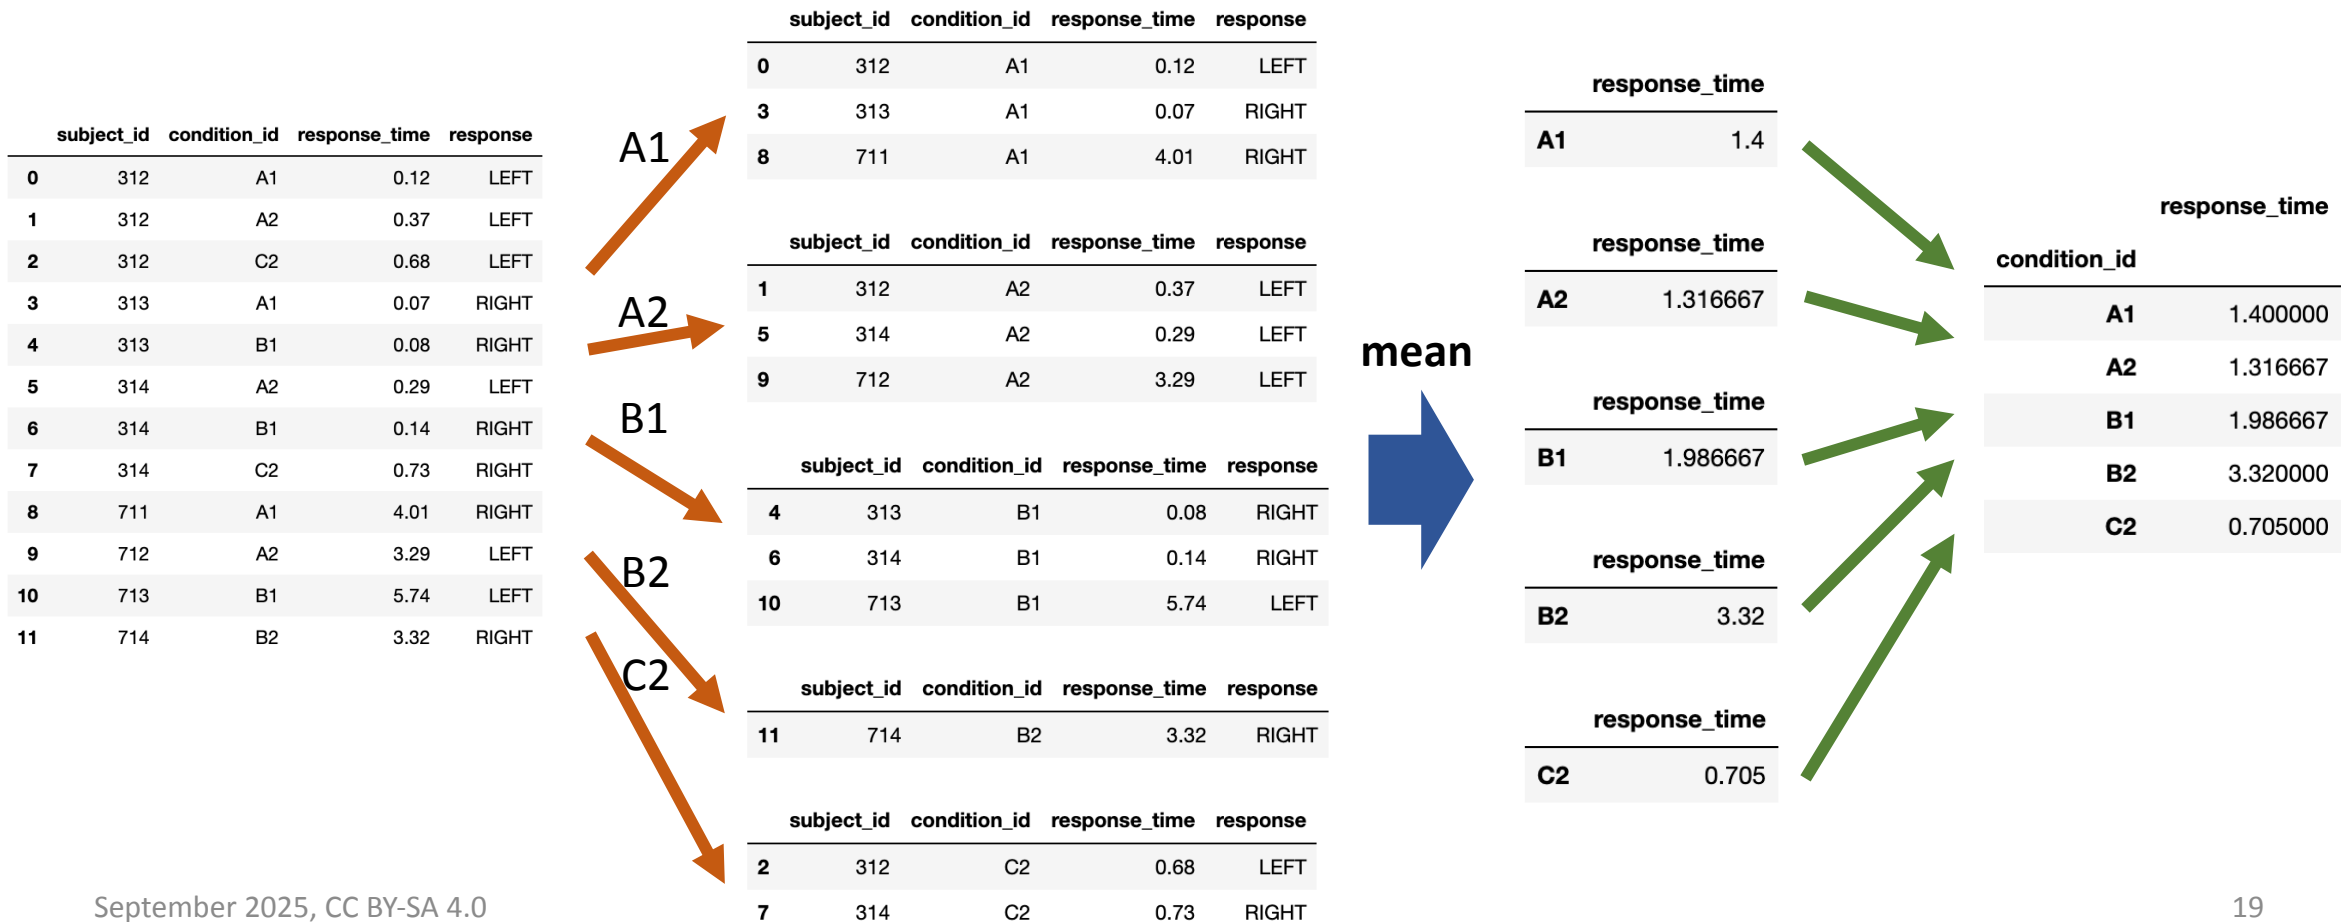 subject_id condition_id response_time response
0 312 A1 0.12 LEFT
1 312 A2 0.37 LEFT
2 312 C2 0.68 LEFT
3 313 A1 0.07 RIGHT
4 313 B1 0.08 RIGHT
5 314 A2 0.29 LEFT
6 314 B1 0.14 RIGHT
7 314 C2 0.73 RIGHT
8 711 A1 4.01 RIGHT
9 712 A2 3.29 LEFT
10 713 B1 5.74 LEFT
11 714 B2 3.32 RIGHT
A1
A2
B1
B2
C2
subject_id condition_id response_time response
0 312 A1 0.12 LEFT
3 313 A1 0.07 RIGHT
8 711 A1 4.01 RIGHT
subject_id condition_id response_time response
1 312 A2 0.37 LEFT
5 314 A2 0.29 LEFT
9 712 A2 3.29 LEFT
subject_id condition_id response_time response
4 313 B1 0.08 RIGHT
6 314 B1 0.14 RIGHT
10 713 B1 5.74 LEFT
subject_id condition_id response_time response
11 714 B2 3.32 RIGHT
subject_id condition_id response_time response
2 312 C2 0.68 LEFT
7 314 C2 0.73 RIGHT
mean
response_time
A1 1.4
response_time
A2 1.316667
response_time
B1 1.986667
response_time
B2 3.32
response_time
C2 0.705
response_time
condition_id
A1 1.400000
A2 1.316667
B1 1.986667
B2 3.320000
C2 0.705000
September 2025, CC BY-SA 4.0
19